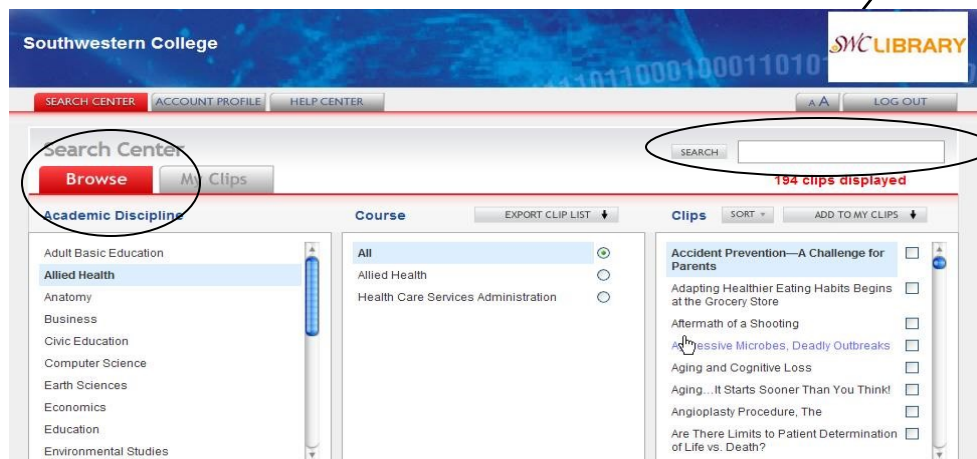 Southwestern College
SWC LIBRARY
11101100010001101010
SEARCH CENTER
ACCOUNT PROFILE
HELP CENTER
A A
LOG OUT
Search Center
SEARCH
Browse
My Clips
194 clips displayed
Academic Discipline
Course
EXPORT CLIP LIST
Clips
SORT
ADD TO MY CLIPS
Adult Basic Education
Allied Health
Anatomy
Business
Civic Education
Computer Science
Earth Sciences
Economics
Education
Environmental Studies
All
Allied Health
Health Care Services Administration
Accident Prevention—A Challenge for
Parents
Adapting Healthier Eating Habits Begins
at the Grocery Store
Aftermath of a Shooting
Aggressive Microbes, Deadly Outbreaks
Aging and Cognitive Loss
Aging...It Starts Sooner Than You Think!
Angioplasty Procedure, The
Are There Limits to Patient Determination
of Life vs. Death?